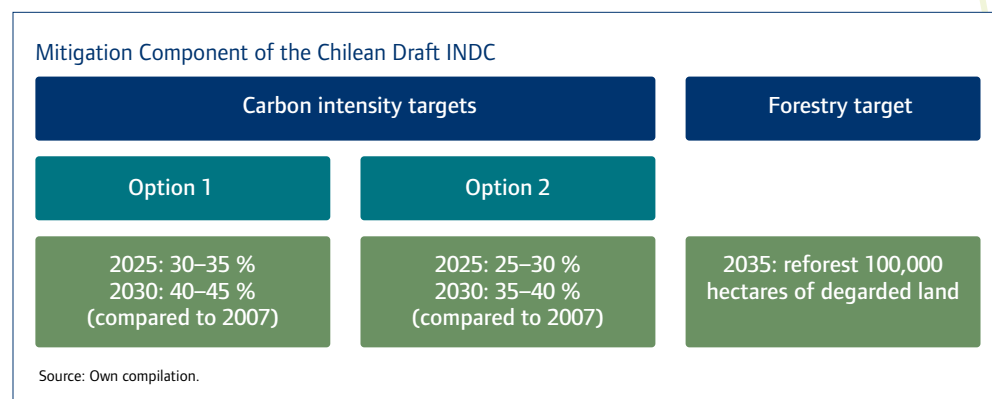 Mitigation Component of the Chilean Draft INDC
Carbon intensity targets
Forestry target
Option 1
Option 2
2025: 30–35 %
2030: 40–45 %
(compared to 2007)
2025: 25–30 %
2030: 35–40 %
(compared to 2007)
2035: reforest 100,000
hectares of degarded land
Source: Own compilation.